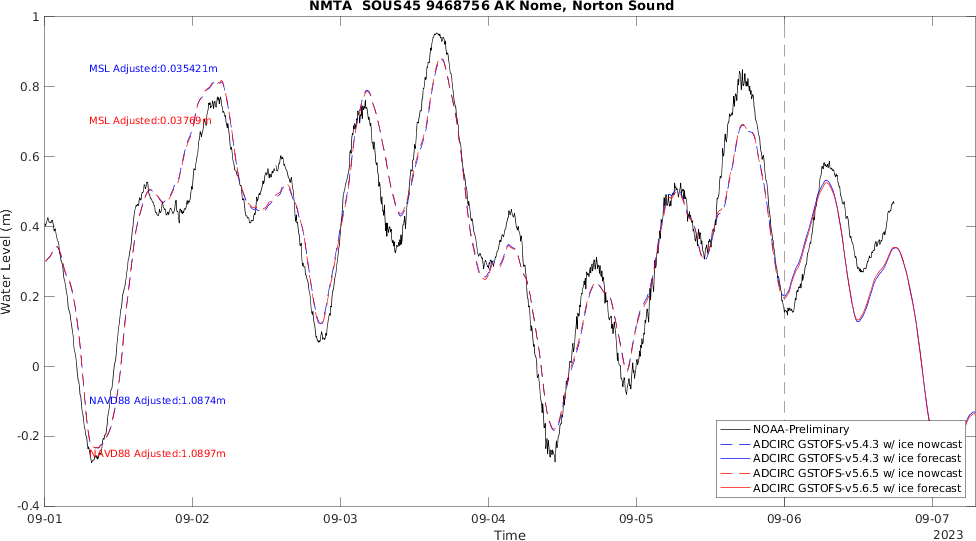 NMTA SOUS45 9468756 AK Nome, Norton Sound
1
0.8
0.6
0.4
0.2
0
-0.2
-0.4
Water Level (m)
MSL Adjusted:0.035421m
MSL Adjusted:0.03769m
NAVD88 Adjusted:1.0874m
NAVD88 Adjusted:1.0897m
NOAA-Preliminary
ADCIRC GSTOFS-v5.4.3 w/ ice nowcast
ADCIRC GSTOFS-v5.4.3 w/ ice forecast
ADCIRC GSTOFS-v5.6.5 w/ ice nowcast
ADCIRC GSTOFS-v5.6.5 w/ ice forecast
09-01 09-02 09-03 09-04 09-05 09-06 09-07
Time
2023